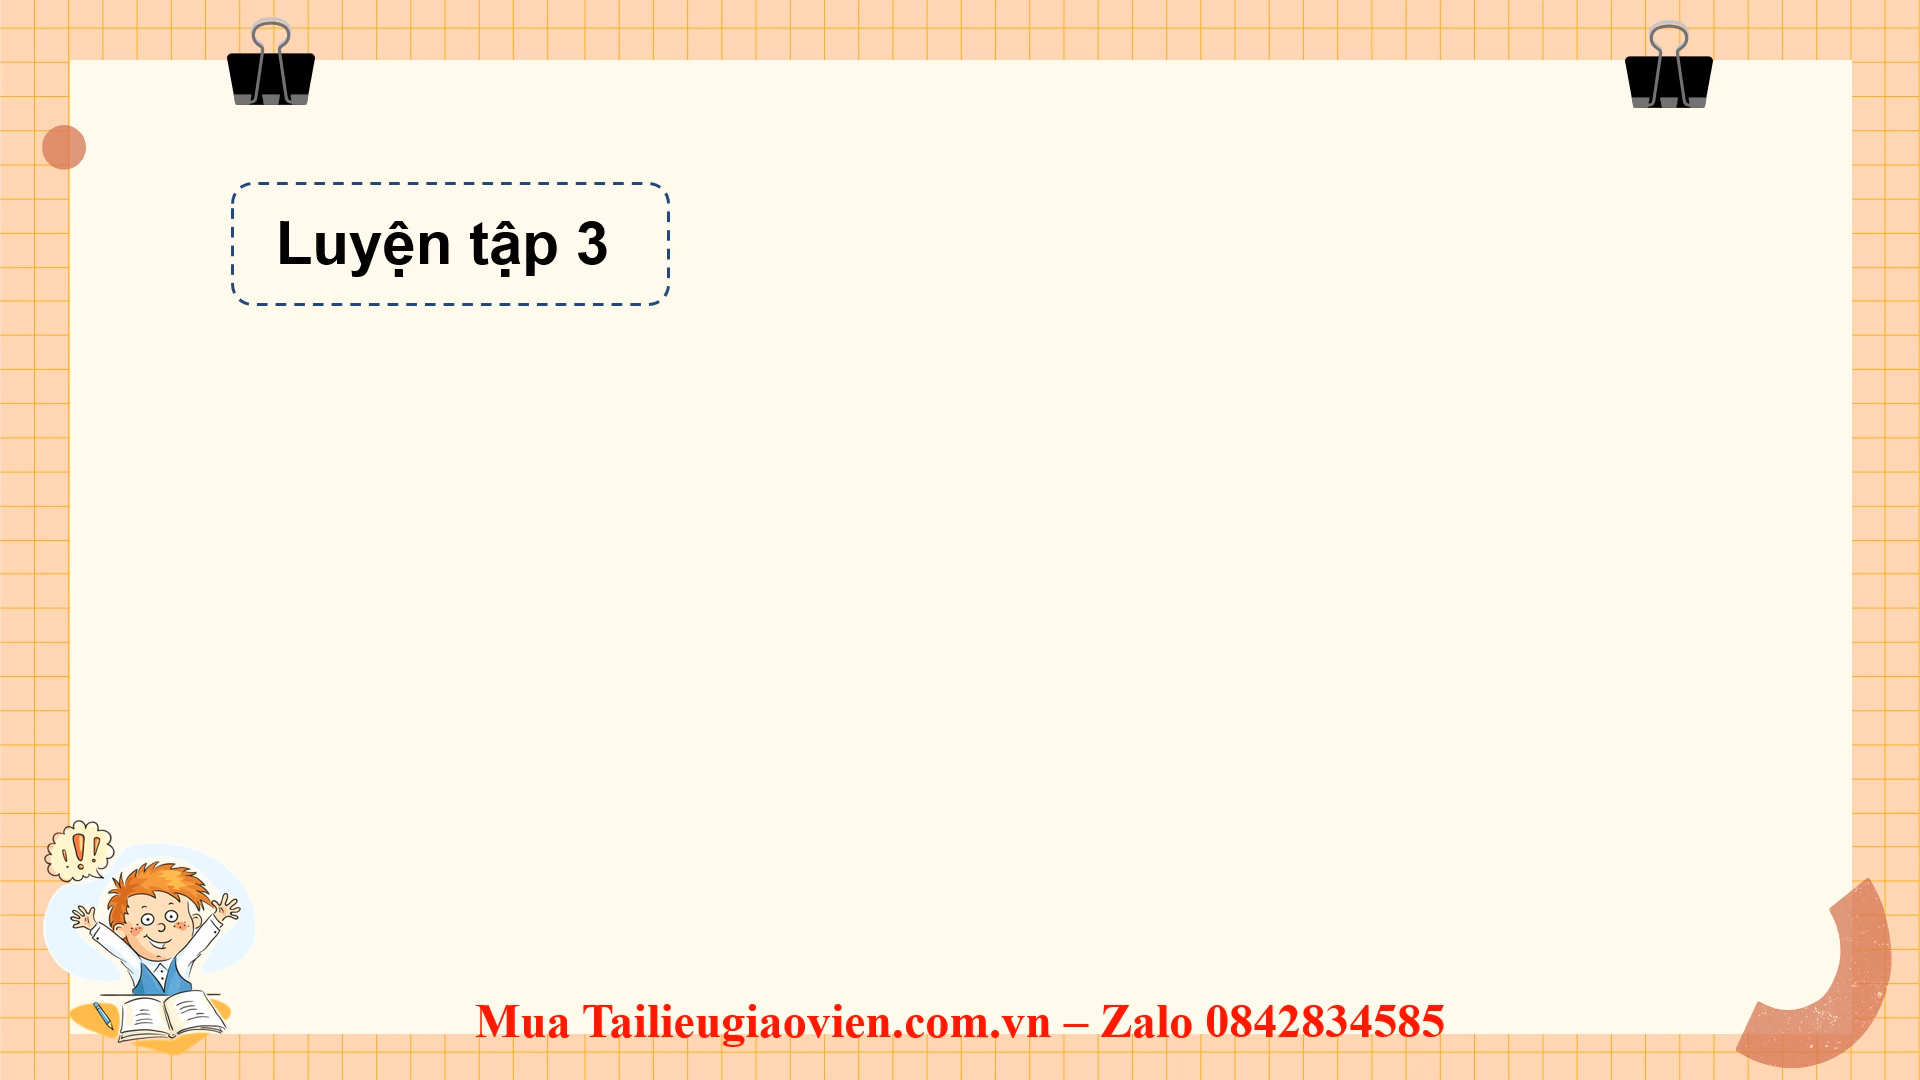 Luyện tập 3
Mua Tailieugiaovien.com.vn – Zalo 0842834585